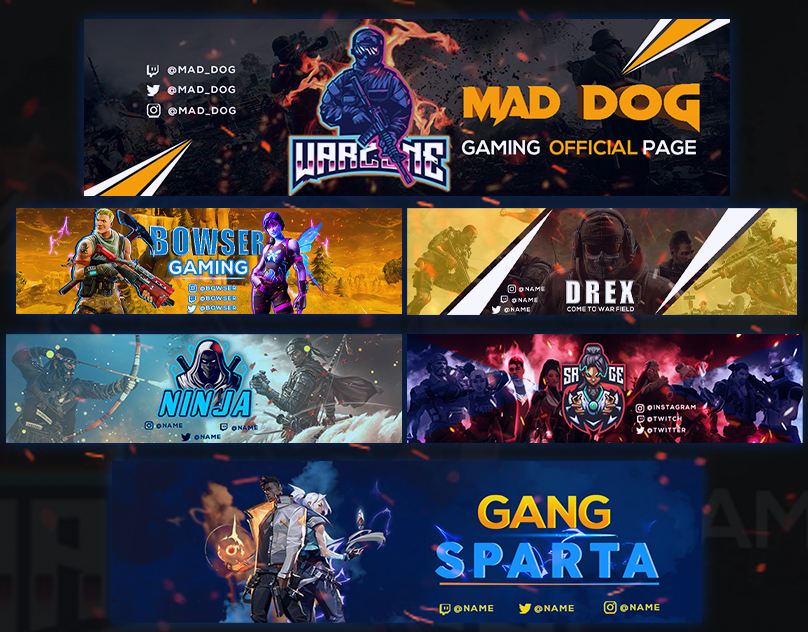 @MAD_DOG
@MAD_DOG
@MAD_DOG
WARZONE
MAD DOG
GAMING OFFICIAL PAGE
BOWSER
GAMING
@BOWSER
@BOWSER
@BOWSER
@NAME
@NAME
@NAME
DREX
COME TO WAR FIELD
NINJA
@NAME
@NAME
@NAME
SAVAGE
@INSTAGRAM
@TWITCH
@TWITTER
GANG
SPARTA
@NAME
@NAME
@NAME